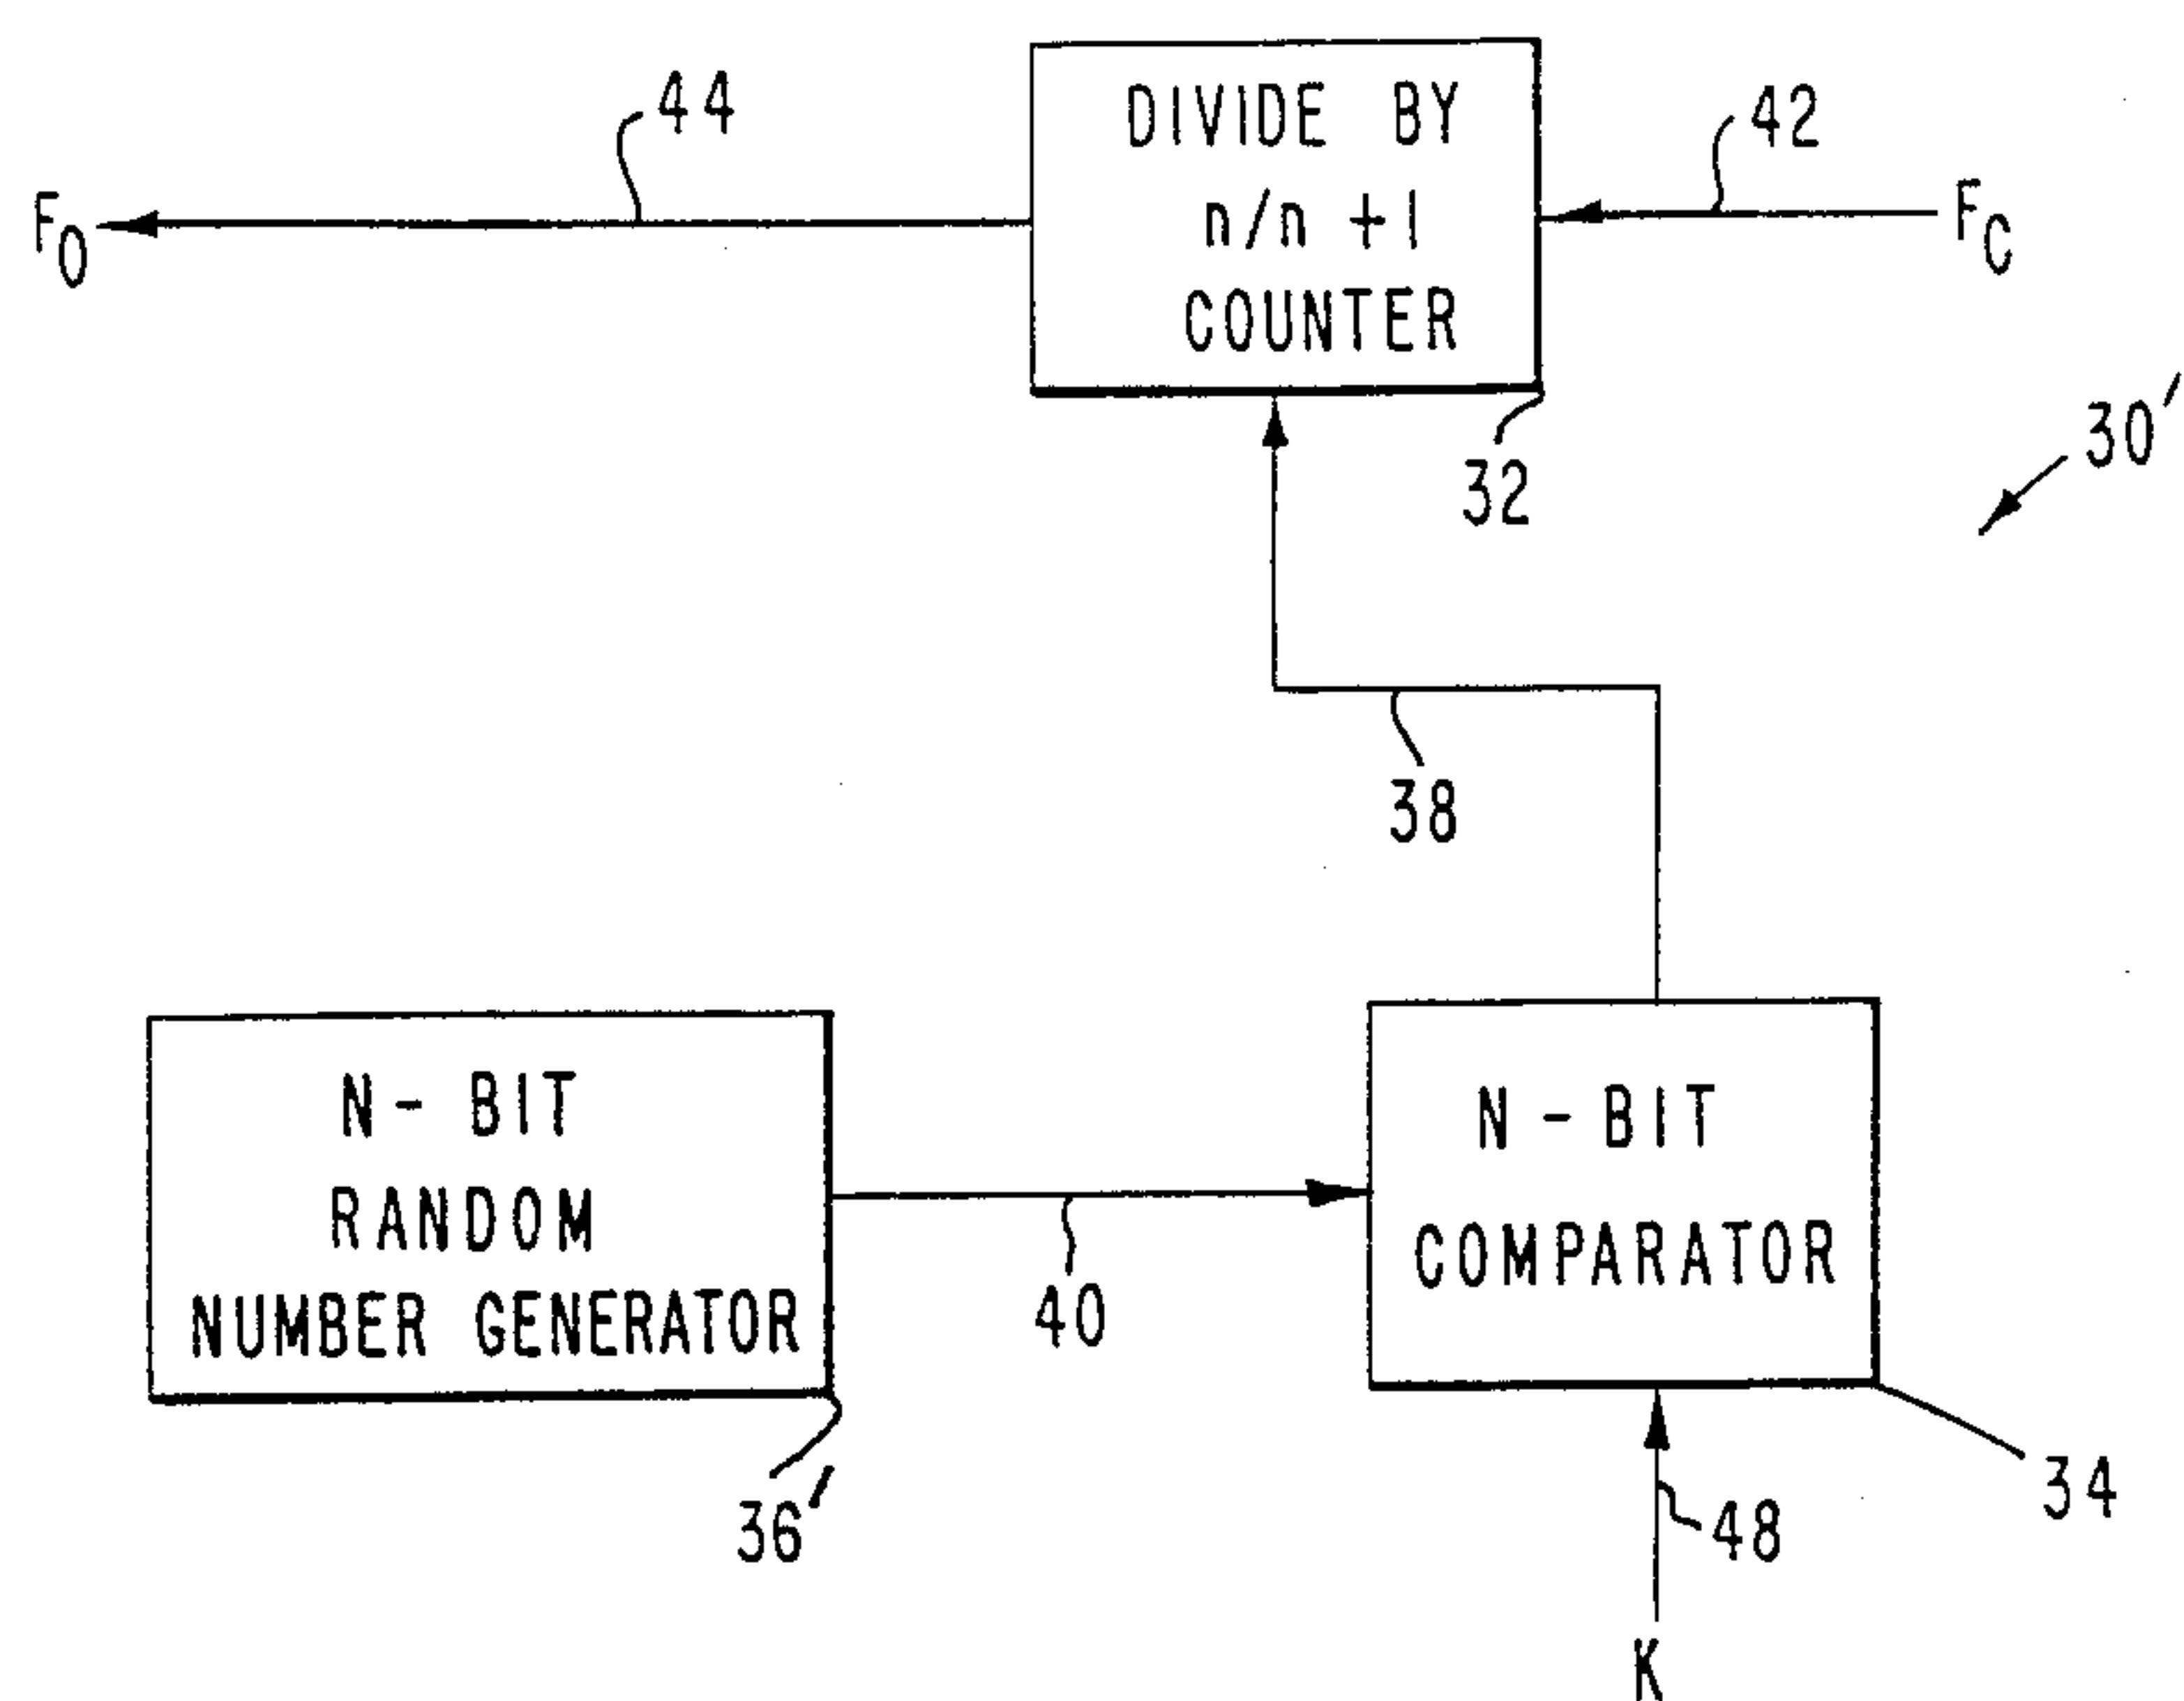 44
DIVIDE BY
n/n +1
COUNTER
42
FO
FC
30'
32
38
N- BIT
RANDOM
NUMBER GENERATOR
N - BIT
COMPARATOR
40
36'
48
34
K